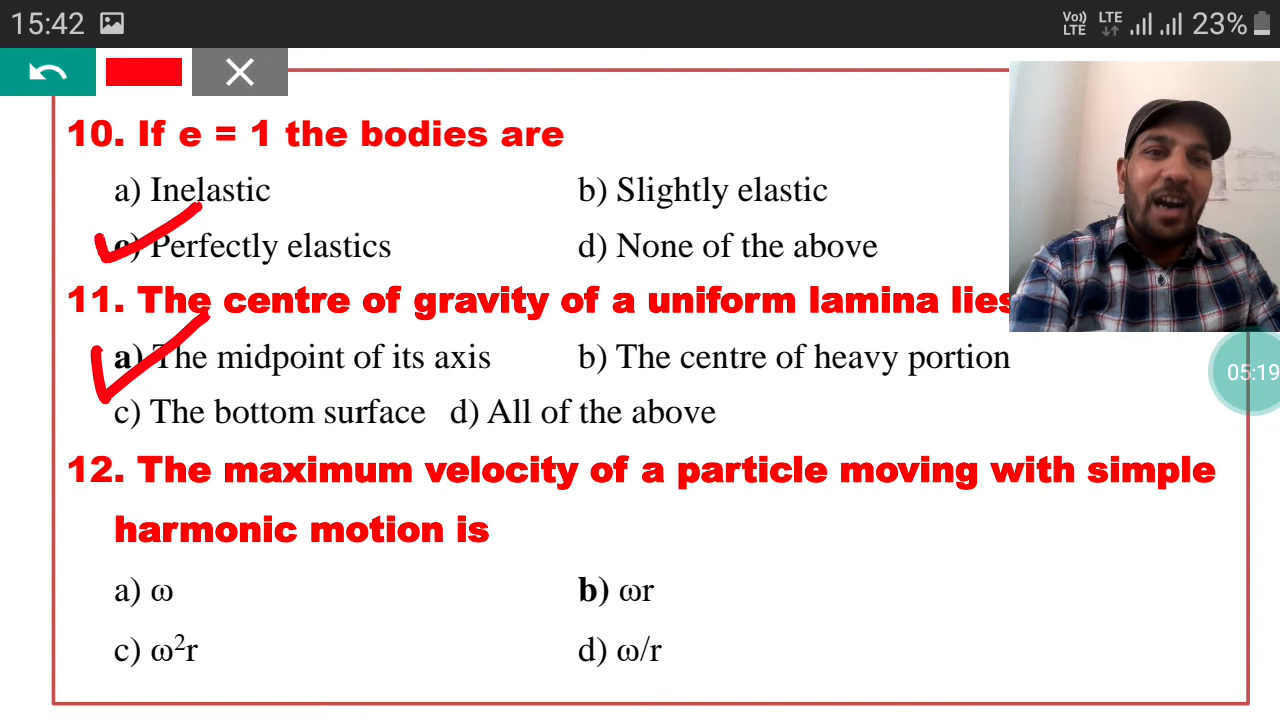 15:42 Vo)) LTE LTE 23%
10. If e = 1 the bodies are
a) Inelastic b) Slightly elastic
c) Perfectly elastics d) None of the above
11. The centre of gravity of a uniform lamina lies
a) The midpoint of its axis b) The centre of heavy portion
05:19
c) The bottom surface d) All of the above
12. The maximum velocity of a particle moving with simple
harmonic motion is
a) ω b) ωr
c) ω²r d) ω/r